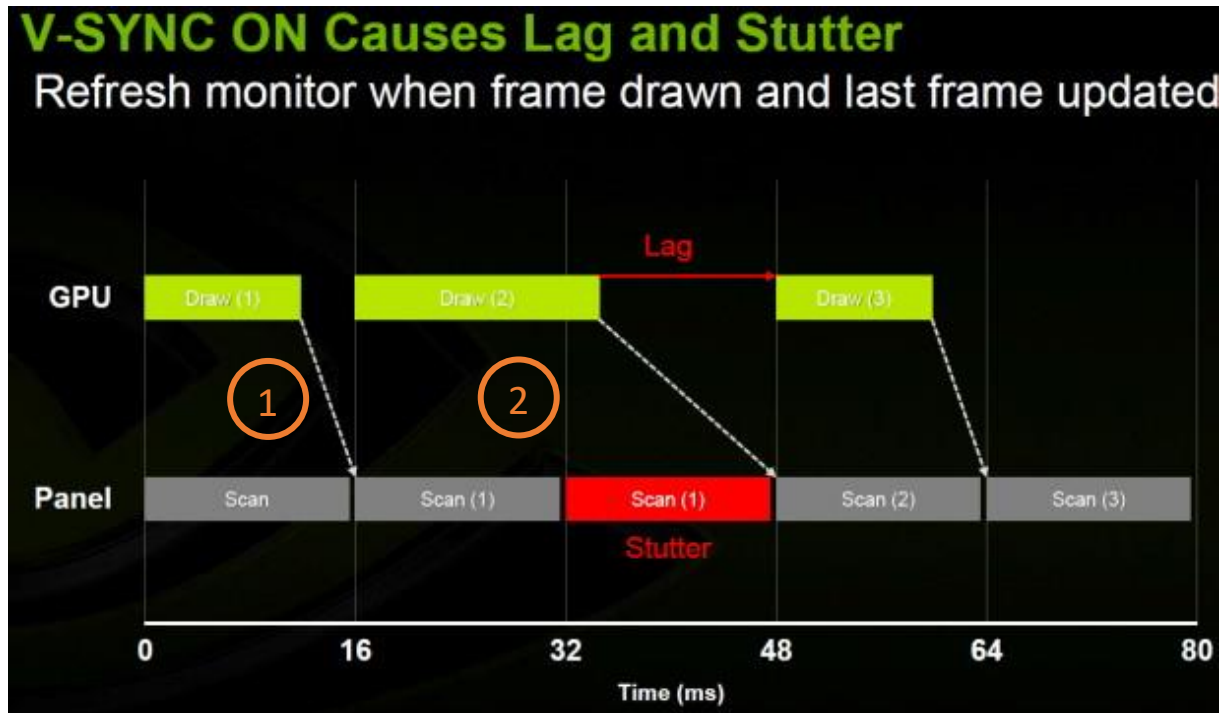 V-SYNC ON Causes Lag and Stutter
Refresh monitor when frame drawn and last frame updated
Lag
GPU
Draw (1)
Draw (2)
Draw (3)
1
2
Panel
Scan
Scan (1)
Scan (1)
Scan (2)
Scan (3)
Stutter
0
16
32
48
64
80
Time (ms)